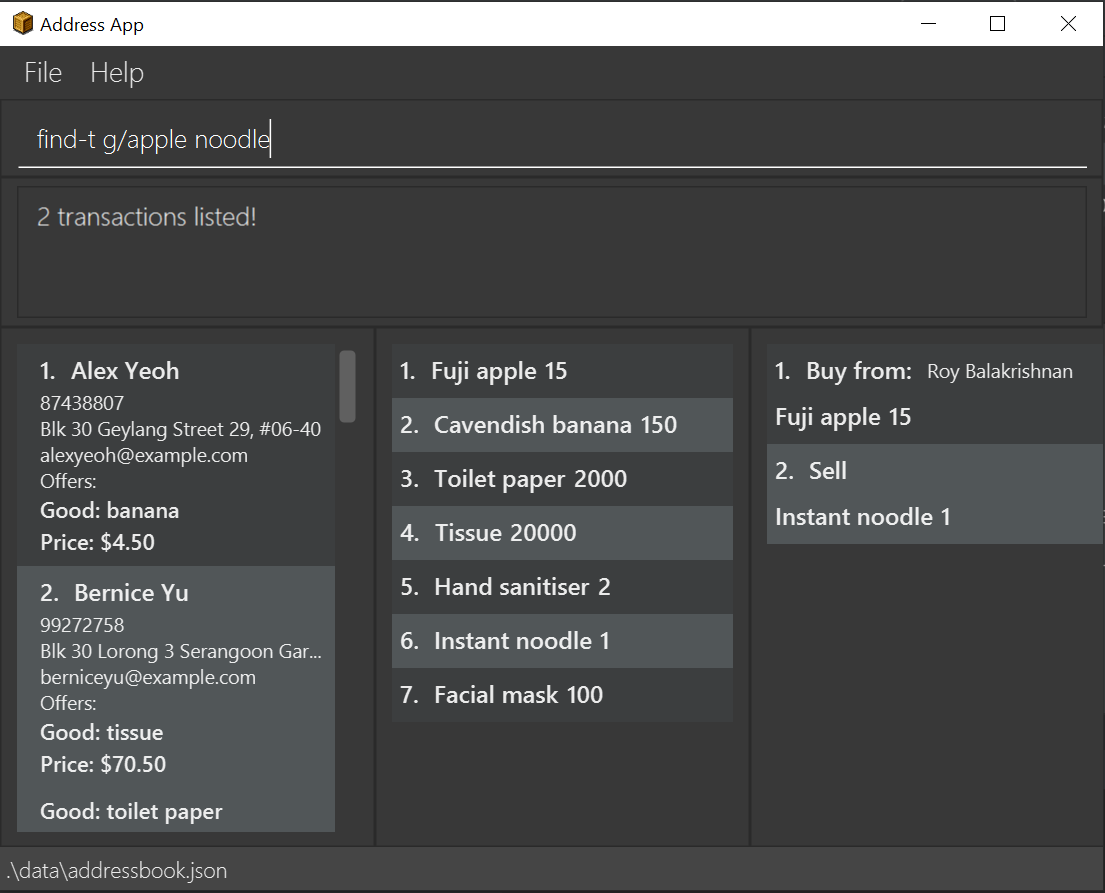 Address App
File Help
find-t g/apple noodle
2 transactions listed!
1. Alex Yeoh
87438807
Blk 30 Geylang Street 29, #06-40
alexyeoh@example.com
Offers:
Good: banana
Price: $4.50
2. Bernice Yu
99272758
Blk 30 Lorong 3 Serangoon Gar...
berniceyu@example.com
Offers:
Good: tissue
Price: $70.50
Good: toilet paper
1. Fuji apple 15
2. Cavendish banana 150
3. Toilet paper 2000
4. Tissue 20000
5. Hand sanitiser 2
6. Instant noodle 1
7. Facial mask 100
1. Buy from: Roy Balakrishnan
Fuji apple 15
2. Sell
Instant noodle 1
.\data\addressbook.json